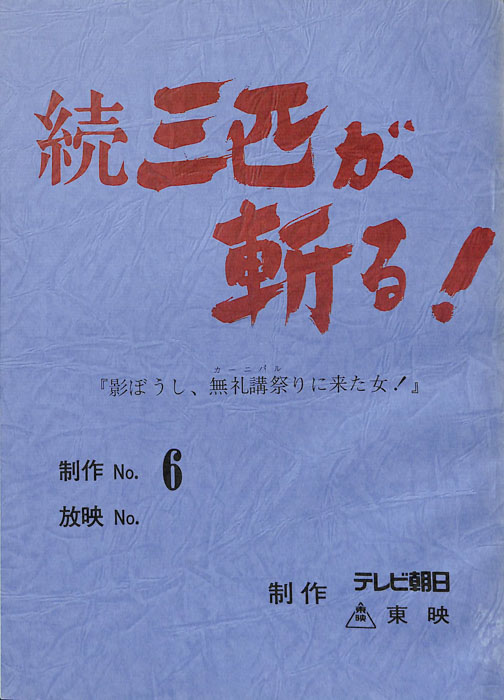 続 三匹が
斬る!
カーニバル
『影ぼうし、無礼講祭りに来た女!』
制作 No. 6
放映 No.
制作 テレビ朝日
東映 東映